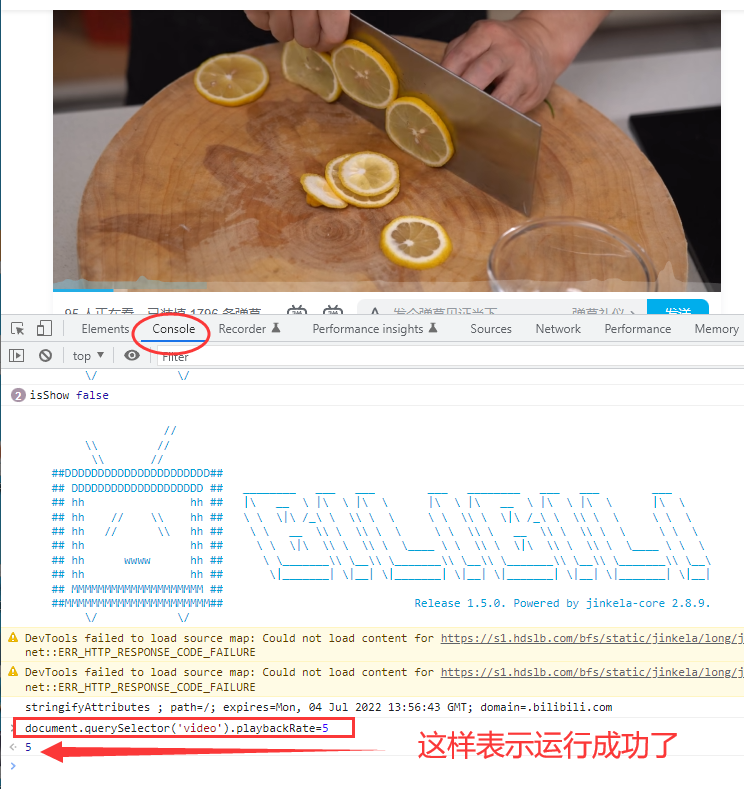 95 人正在看，已装填 1796 条弹幕
发个弹幕见证当下
弹幕礼仪 >
发送
Elements Console Recorder Performance insights Sources Network Performance Memory
top ▼ Filter
\/ \/
2 isShow false
//
\\ //
\\ //
##DDDDDDDDDDDDDDDDDDDDDD##
## DDDDDDDDDDDDDDDDDDDD ##
## hh hh ##
## hh // \\ hh ##
## hh // \\ hh ##
## hh hh ##
## hh wwww hh ##
## hh hh ##
## MMMMMMMMMMMMMMMMMMMM ##
##MMMMMMMMMMMMMMMMMMMMMM## Release 1.5.0. Powered by jinkela-core 2.8.9.
\/ \/
DevTools failed to load source map: Could not load content for https://s1.hdslb.com/bfs/static/jinkela/long/j
net::ERR_HTTP_RESPONSE_CODE_FAILURE
DevTools failed to load source map: Could not load content for https://s1.hdslb.com/bfs/static/jinkela/long/j
net::ERR_HTTP_RESPONSE_CODE_FAILURE
stringifyAttributes ; path=/; expires=Mon, 04 Jul 2022 13:56:43 GMT; domain=.bilibili.com
> document.querySelector('video').playbackRate=5
5
这样表示运行成功了
>